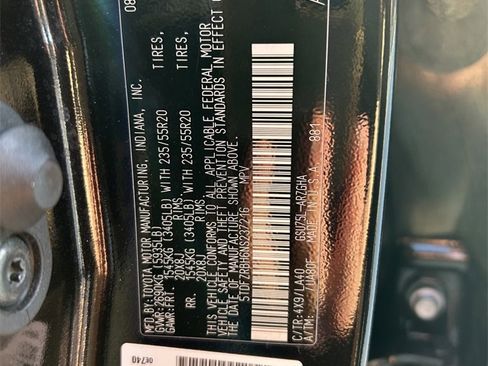 MFD. BY:TOYOTA MOTOR MANUFACTURING, INDIANA, INC. 08
GVWR:2690KG( 5935LB)
GAWR:FRT. 1545KG (3405LB) WITH 235/55R20 TIRES,
20X8J RIMS,
RR. 1545KG (3405LB) WITH 235/55R20 TIRES,
20X8J RIMS,
THIS VEHICLE CONFORMS TO ALL APPLICABLE FEDERAL MOTOR
VEHICLE SAFETY AND THEFT PREVENTION STANDARDS IN EFFECT
ON THE DATE OF MANUFACTURE SHOWN ABOVE.
5TDFZRBH6NS237216 MPV
C/TR:4X9/LA40 GSU75L-ARZGHA
A/TM: MADE IN U.S.A. 881
0E740